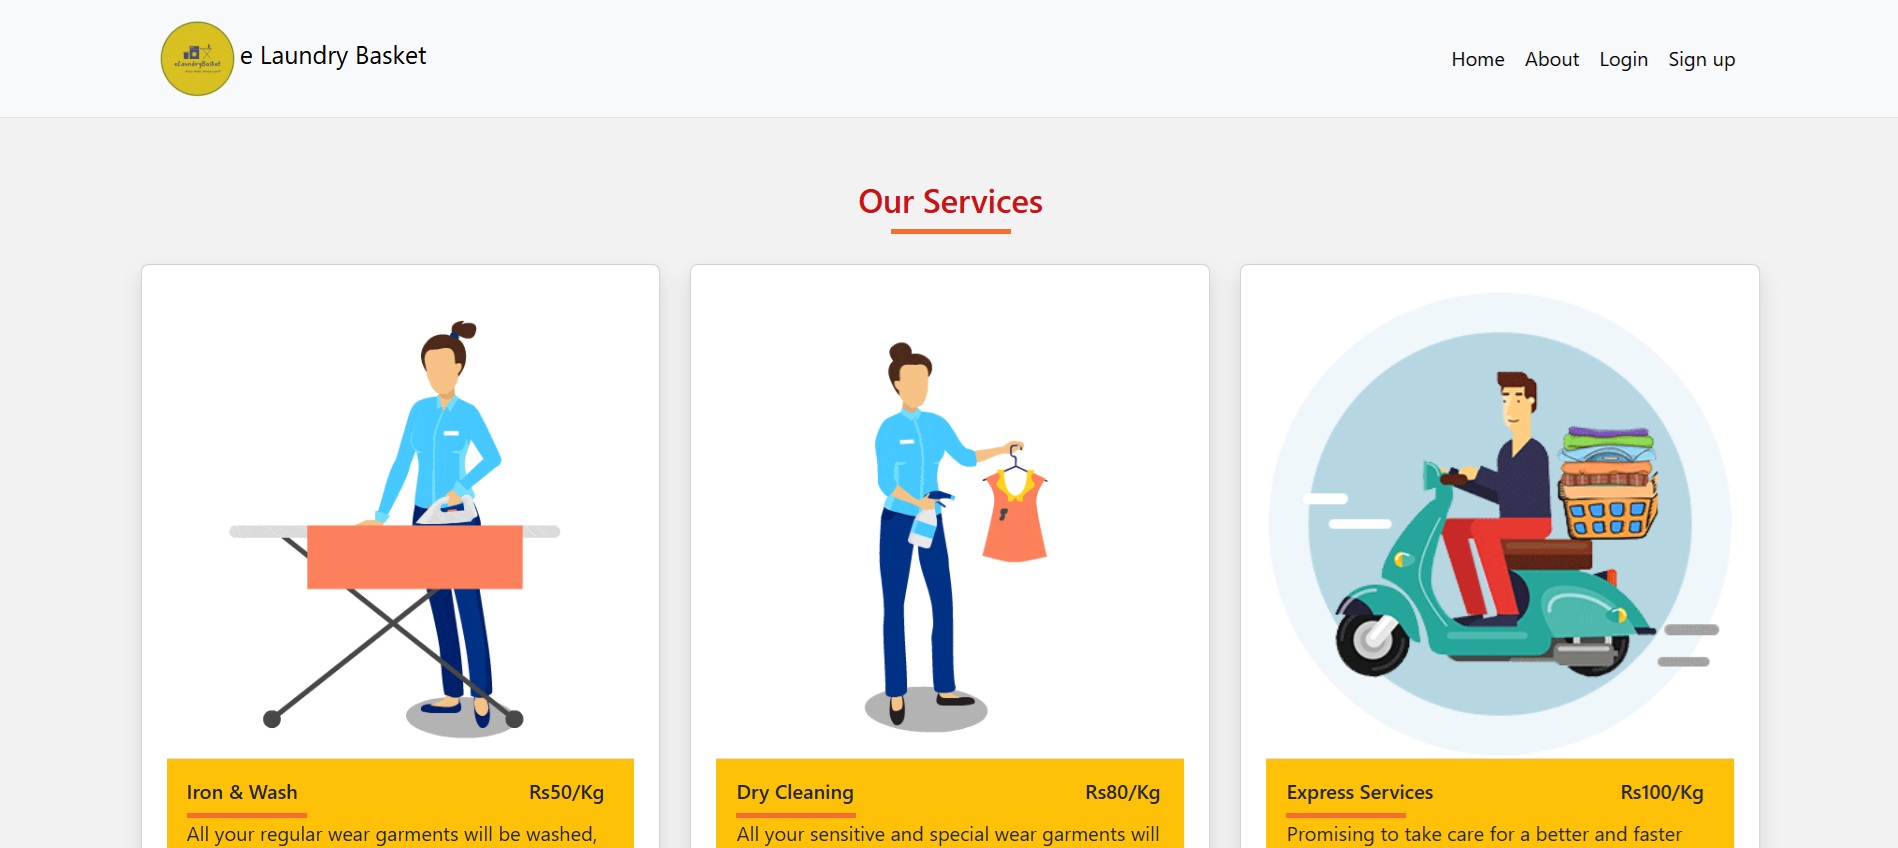 eLaundryBasket
e Laundry Basket
Home About Login Sign up
Our Services
Iron & Wash Rs50/Kg
All your regular wear garments will be washed,
Dry Cleaning Rs80/Kg
All your sensitive and special wear garments will
Express Services Rs100/Kg
Promising to take care for a better and faster